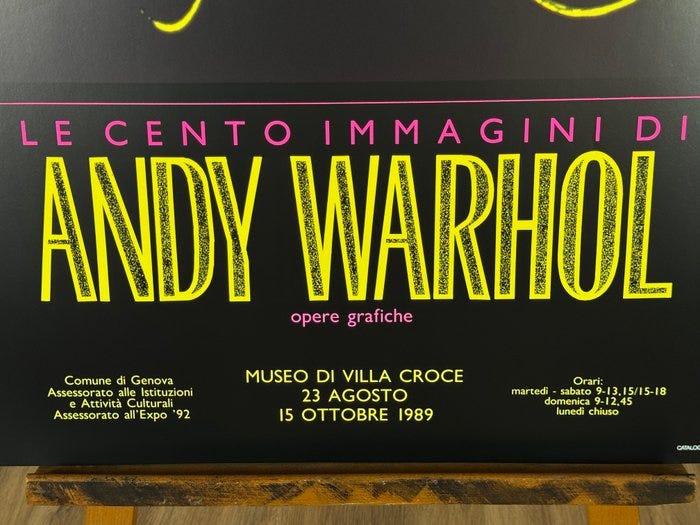 LE CENTO IMMAGINI DI
ANDY WARHOL
opere grafiche
Comune di Genova
Assessorato alle Istituzioni
e Attività Culturali
Assessorato all'Expo '92
MUSEO DI VILLA CROCE
23 AGOSTO
15 OTTOBRE 1989
Orari:
martedì - sabato 9-13,15/15-18
domenica 9-12,45
lunedì chiuso
CATALOG